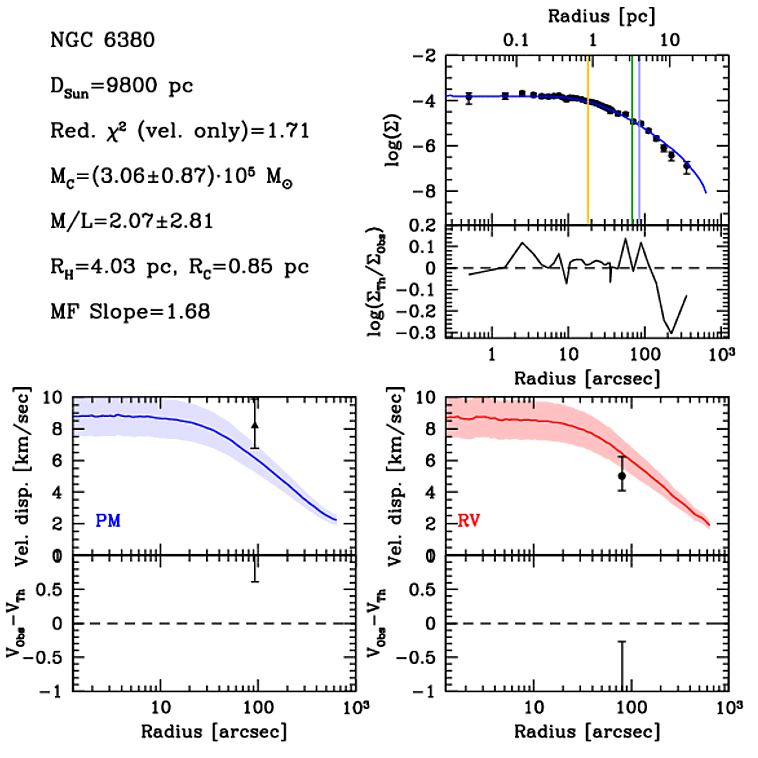 NGC 6380
D_Sun=9800 pc
Red. χ² (vel. only)=1.71
M_C=(3.06±0.87)·10⁵ M_⊙
M/L=2.07±2.81
R_H=4.03 pc, R_C=0.85 pc
MF Slope=1.68
Radius [pc]
0.1 1 10
log(Σ)
−2
−4
−6
−8
log(Σ_Th/Σ_Obs)
0.2
0.1
0
−0.1
−0.2
−0.3
1 10 100 10³
Radius [arcsec]
Vel. disp. [km/sec]
10
8
6
4
2
0
PM
V_Obs−V_Th
0.5
0
−0.5
−1
10 100 10³
Radius [arcsec]
Vel. disp. [km/sec]
10
8
6
4
2
0
RV
V_Obs−V_Th
0.5
0
−0.5
−1
10 100 10³
Radius [arcsec]